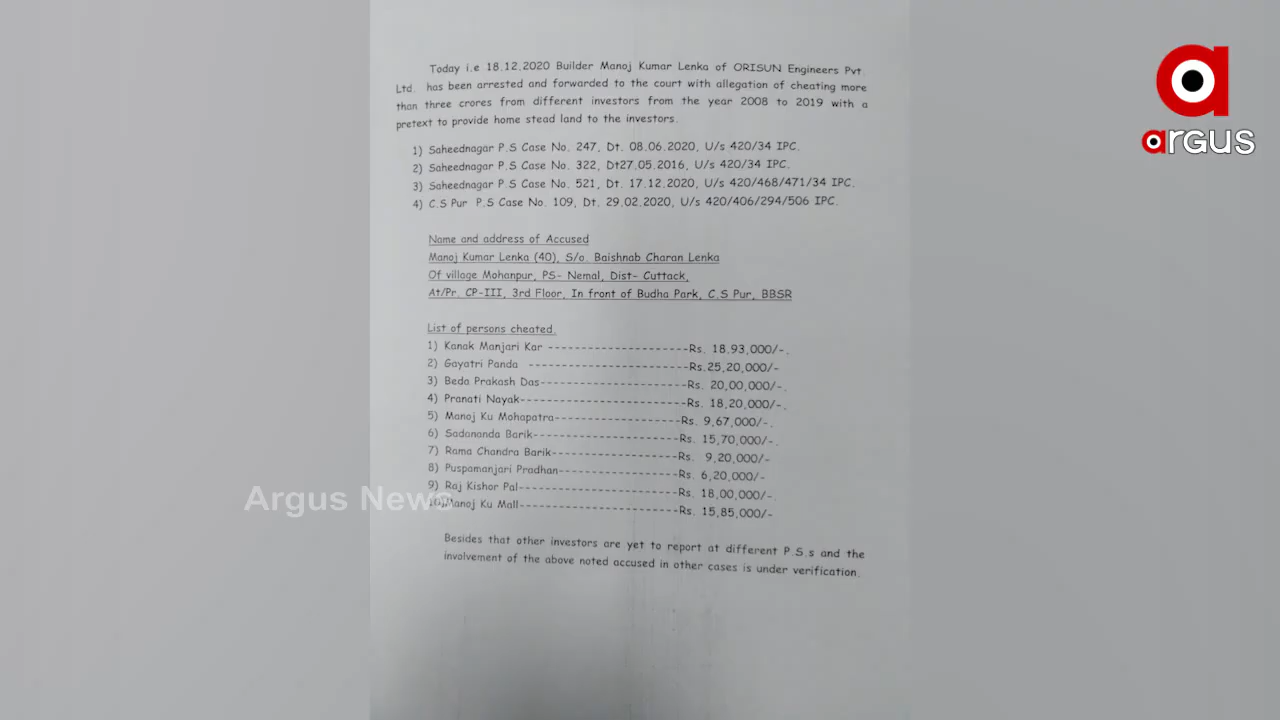 Today i.e 18.12.2020 Builder Manoj Kumar Lenka of ORISUN Engineers Pvt.
Ltd. has been arrested and forwarded to the court with allegation of cheating more
than three crores from different investors from the year 2008 to 2019 with a
pretext to provide home stead land to the investors.
1) Saheednagar P.S Case No. 247, Dt. 08.06.2020, U/s 420/34 IPC.
2) Saheednagar P.S Case No. 322, Dt27.05.2016, U/s 420/34 IPC.
3) Saheednagar P.S Case No. 521, Dt. 17.12.2020, U/s 420/468/471/34 IPC.
4) C.S Pur P.S Case No. 109, Dt. 29.02.2020, U/s 420/406/294/506 IPC.
Name and address of Accused
Manoj Kumar Lenka (40), S/o. Baishnab Charan Lenka
Of village Mohanpur, PS- Nemal, Dist- Cuttack,
At/Pr. CP-III, 3rd Floor, In front of Budha Park, C.S Pur, BBSR
List of persons cheated.
1) Kanak Manjari Kar ---------------------Rs. 18,93,000/-.
2) Gayatri Panda ------------------------Rs.25,20,000/-
3) Beda Prakash Das----------------------Rs. 20,00,000/-.
4) Pranati Nayak-------------------------Rs. 18,20,000/-.
5) Manoj Ku Mohapatra-------------------Rs. 9,67,000/-.
6) Sadananda Barik----------------------Rs. 15,70,000/-.
7) Rama Chandra Barik-------------------Rs. 9,20,000/-
8) Puspamanjari Pradhan------------------Rs. 6,20,000/-
9) Raj Kishor Pal------------------------Rs. 18,00,000/-.
10)Manoj Ku Mall------------------------Rs. 15,85,000/-
Besides that other investors are yet to report at different P.S.s and the
involvement of the above noted accused in other cases is under verification.
Argus News
argus